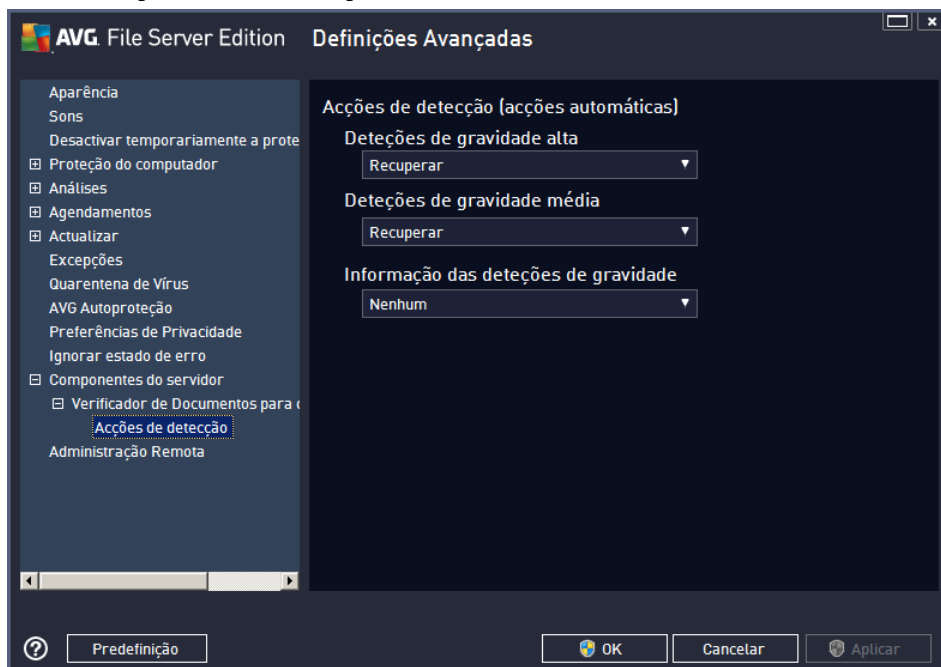 AVG. File Server Edition
Definições Avançadas
Aparência
Sons
Desactivar temporariamente a prote
Proteção do computador
Análises
Agendamentos
Actualizar
Excepções
Quarentena de Vírus
AVG Autoproteção
Preferências de Privacidade
Ignorar estado de erro
Componentes do servidor
Verificador de Documentos para
Acções de detecção
Administração Remota
Acções de detecção (acções automáticas)
Deteções de gravidade alta
Recuperar
Deteções de gravidade média
Recuperar
Informação das deteções de gravidade
Nenhum
? Predefinição
OK
Cancelar
Aplicar